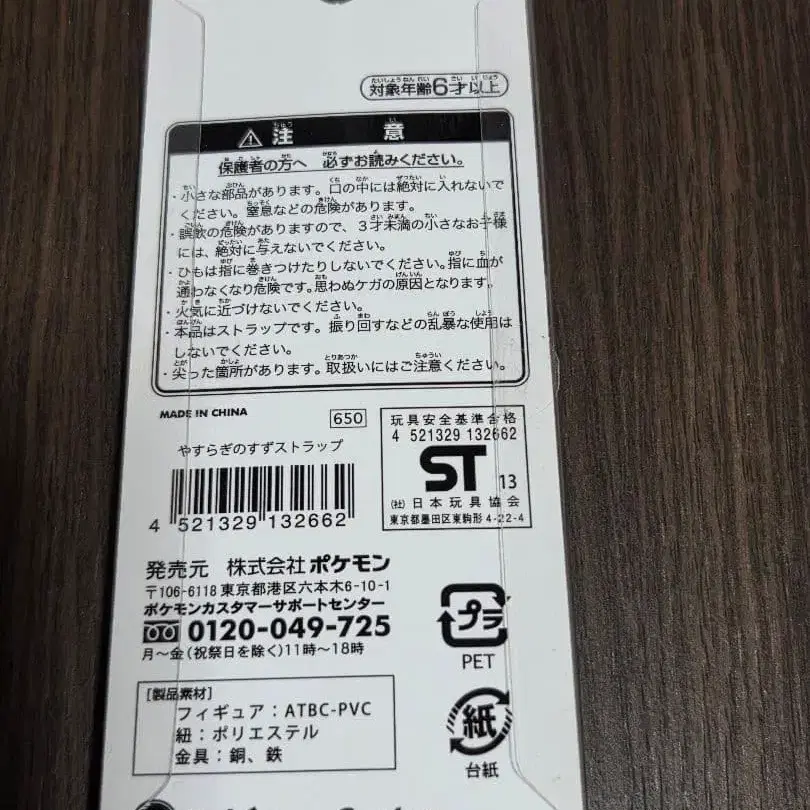 対象年齢6才以上
⚠注 意
保護者の方へ 必ずお読みください。
・小さな部品があります。口の中には絶対に入れないで
ください。窒息などの危険があります。
・誤飲の危険がありますので、3才未満の小さなお子様
には、絶対に与えないでください。
・ひもは指に巻きつけたりしないでください。指に血が
通わなくなり危険です。思わぬケガの原因となります。
・火気に近づけないでください。
・本品はストラップです。振り回すなどの乱暴な使用は
しないでください。
・尖った箇所があります。取扱いにはご注意ください。
MADE IN CHINA
650
やすらぎのすずストラップ
4 521329 132662
玩具安全基準合格
4 521329 132662
ST 13
(社)日本玩具協会
東京都墨田区東駒形4-22-4
発売元 株式会社ポケモン
〒106-6118 東京都港区六本木6-10-1
ポケモンカスタマーサポートセンター
0120-049-725
月〜金(祝祭日を除く)11時〜18時
プラ
PET
[製品素材]
フィギュア:ATBC-PVC
紐:ポリエステル
金具:銅、鉄
紙
台紙